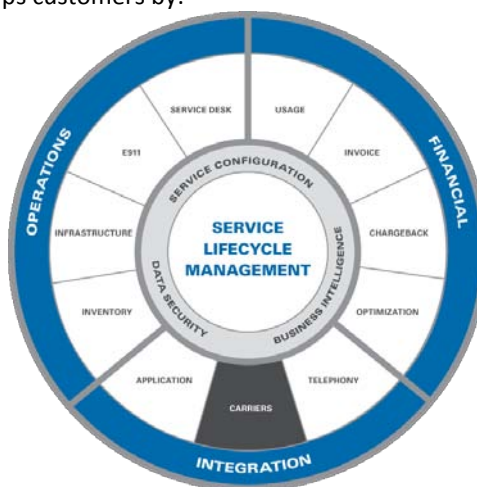 ps customers by:
SERVICE DESK
USAGE
E911
INVOICE
OPERATIONS
FINANCIAL
SERVICE CONFIGURATION
INFRASTRUCTURE
SERVICE
LIFECYCLE
MANAGEMENT
CHARGEBACK
DATA SECURITY
BUSINESS INTELLIGENCE
INVENTORY
OPTIMIZATION
APPLICATION
TELEPHONY
CARRIERS
INTEGRATION